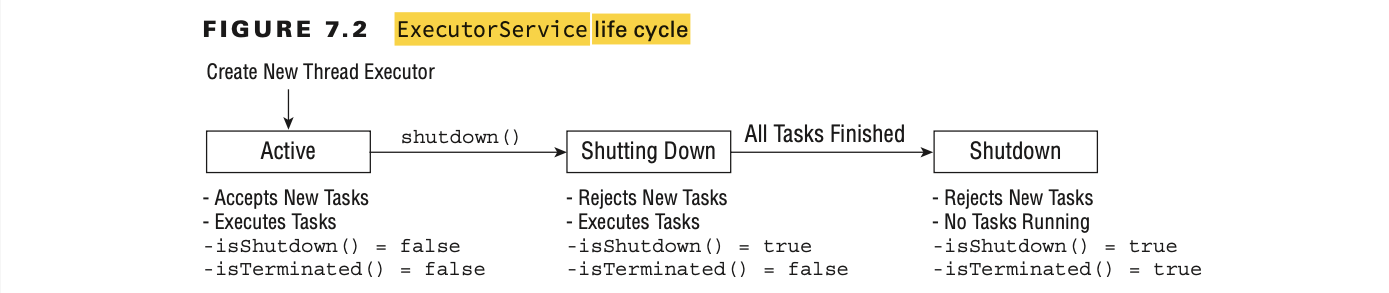 FIGURE 7.2 ExecutorService life cycle
Create New Thread Executor
Active
shutdown()
Shutting Down
All Tasks Finished
Shutdown
- Accepts New Tasks
- Executes Tasks
-isShutdown() = false
-isTerminated() = false
- Rejects New Tasks
- Executes Tasks
-isShutdown() = true
-isTerminated() = false
- Rejects New Tasks
- No Tasks Running
-isShutdown() = true
-isTerminated() = true